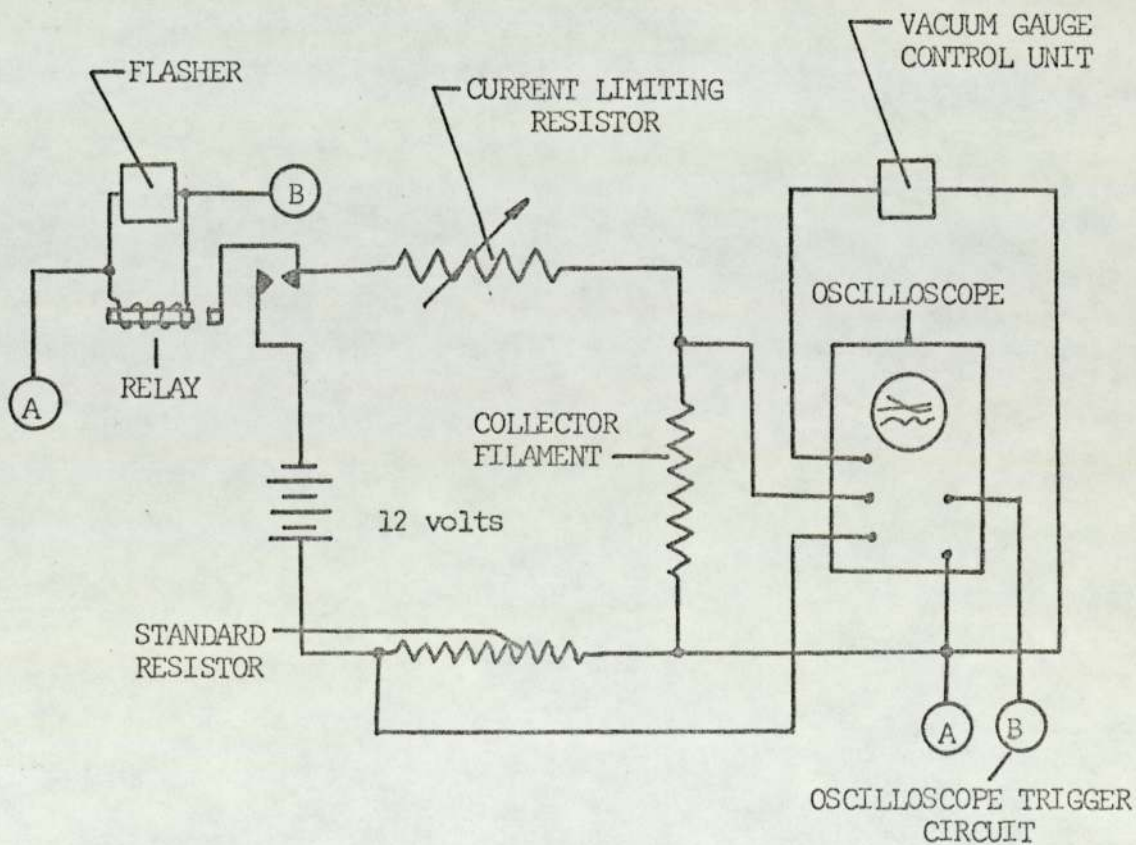 FLASHER
VACUUM GAUGE
CONTROL UNIT
CURRENT LIMITING
RESISTOR
B
OSCILLOSCOPE
A
RELAY
COLLECTOR
FILAMENT
12 volts
STANDARD
RESISTOR
A
B
OSCILLOSCOPE TRIGGER
CIRCUIT